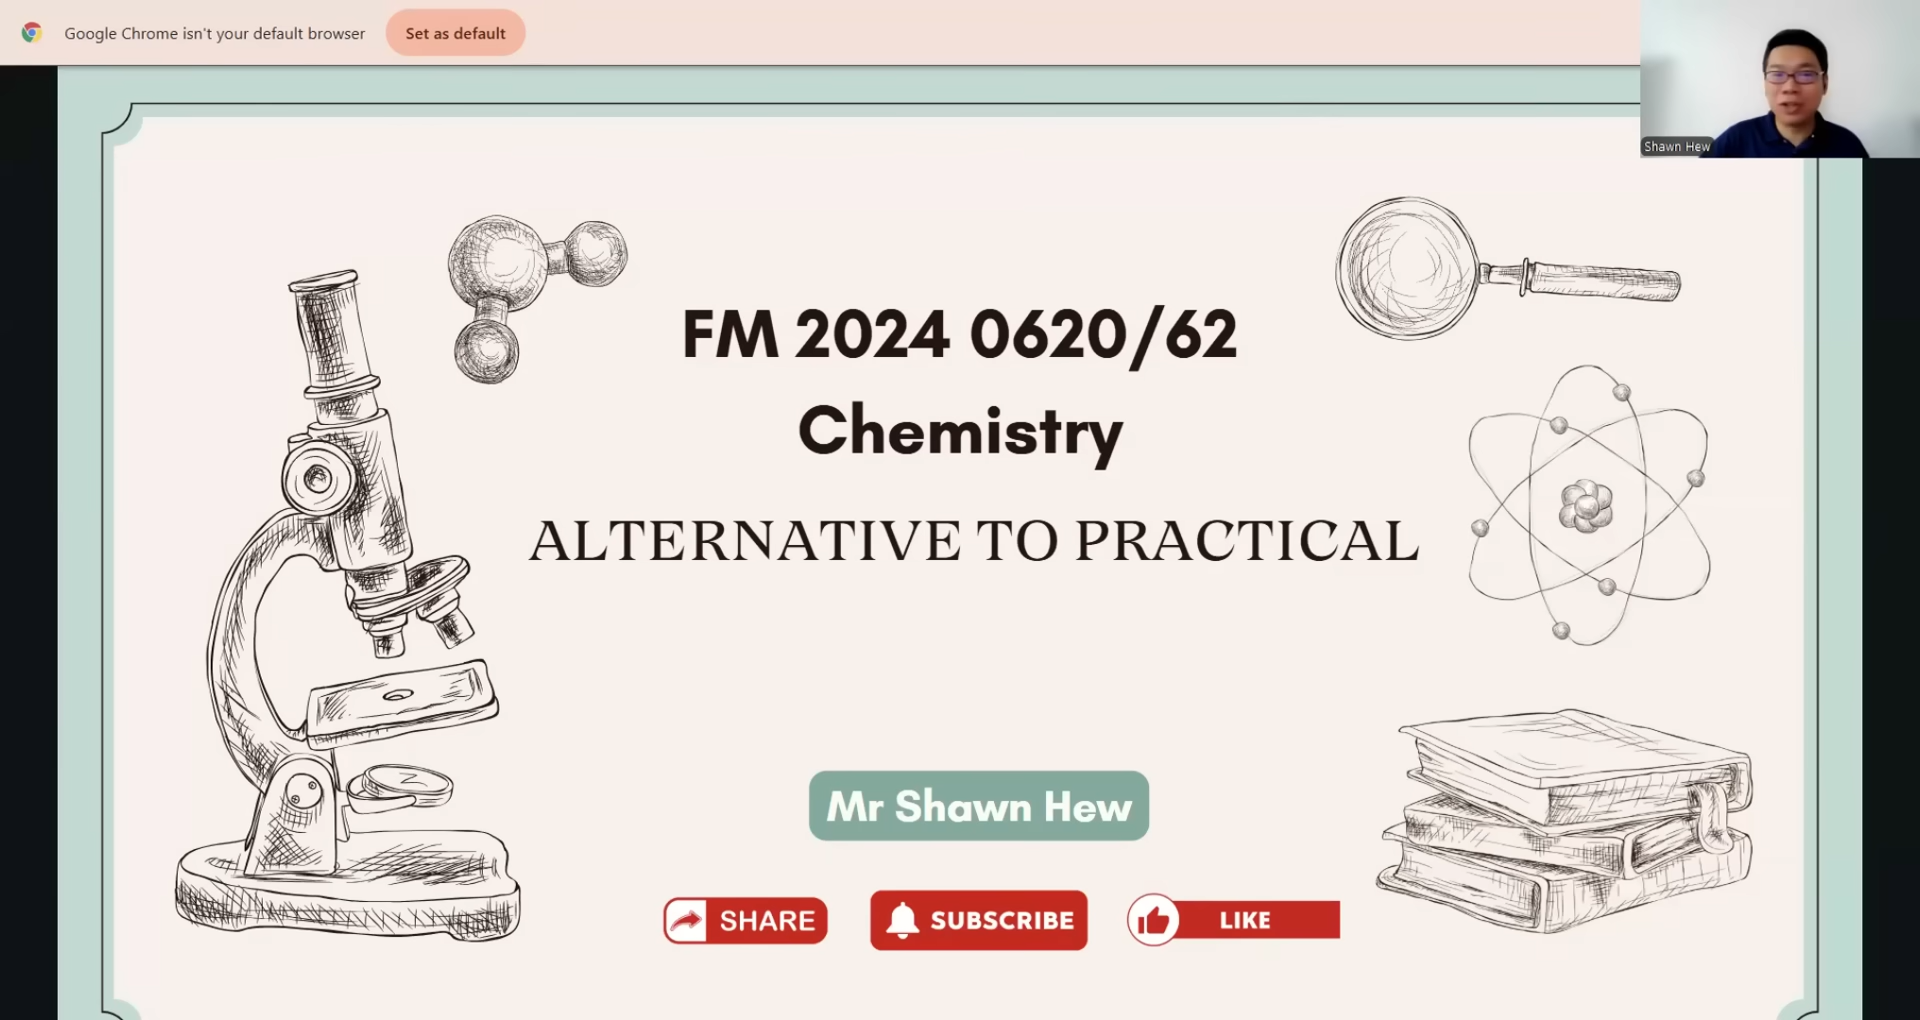 Google Chrome isn't your default browser
Set as default
Shawn Hew
FM 2024 0620/62
Chemistry
ALTERNATIVE TO PRACTICAL
Mr Shawn Hew
SHARE
SUBSCRIBE
LIKE